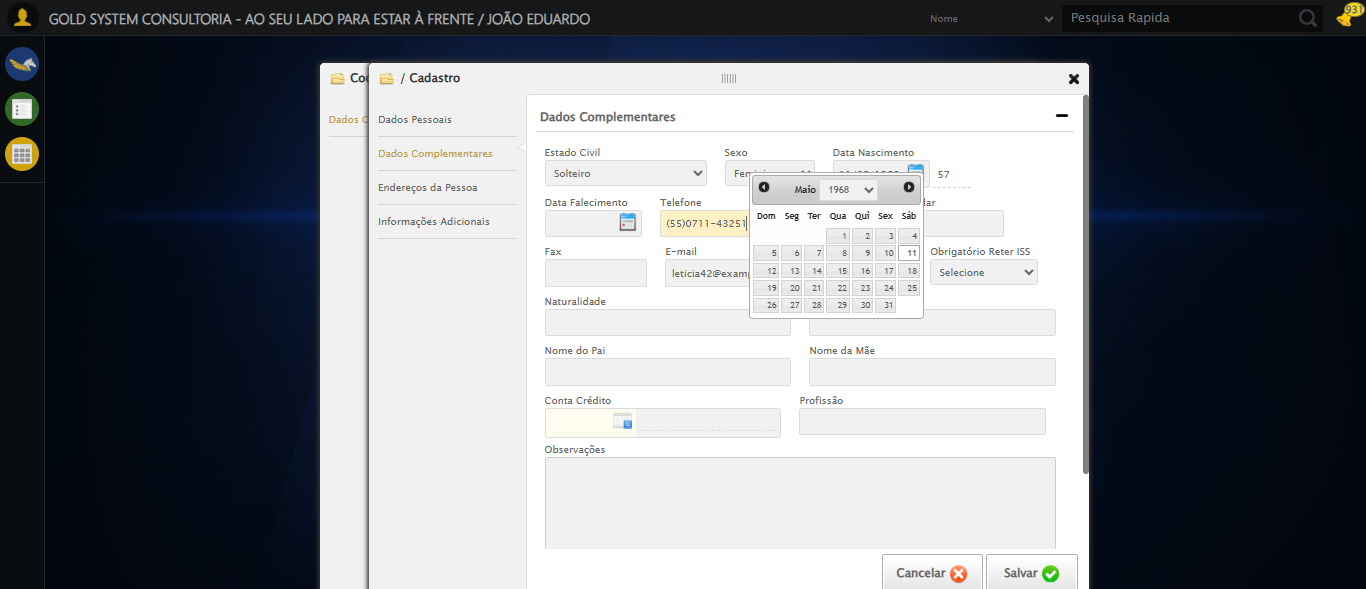 GOLD SYSTEM CONSULTORIA - AO SEU LADO PARA ESTAR À FRENTE / JOÃO EDUARDO
Nome
Pesquisa Rapida
931
/ Cadastro
Dados Pessoais
Dados Complementares
Endereços da Pessoa
Informações Adicionais
Dados Complementares
Estado Civil Sexo Data Nascimento
Solteiro 57
Data Falecimento Telefone
(55)0711-43251
Fax E-mail Obrigatório Reter ISS
Selecione
Maio 1968
Dom Seg Ter Qua Qui Sex Sáb
1 2 3 4
5 6 7 8 9 10 11
12 13 14 15 16 17 18
19 20 21 22 23 24 25
26 27 28 29 30 31
Naturalidade
Nome do Pai Nome da Mãe
Conta Crédito Profissão
Observações
Cancelar Salvar